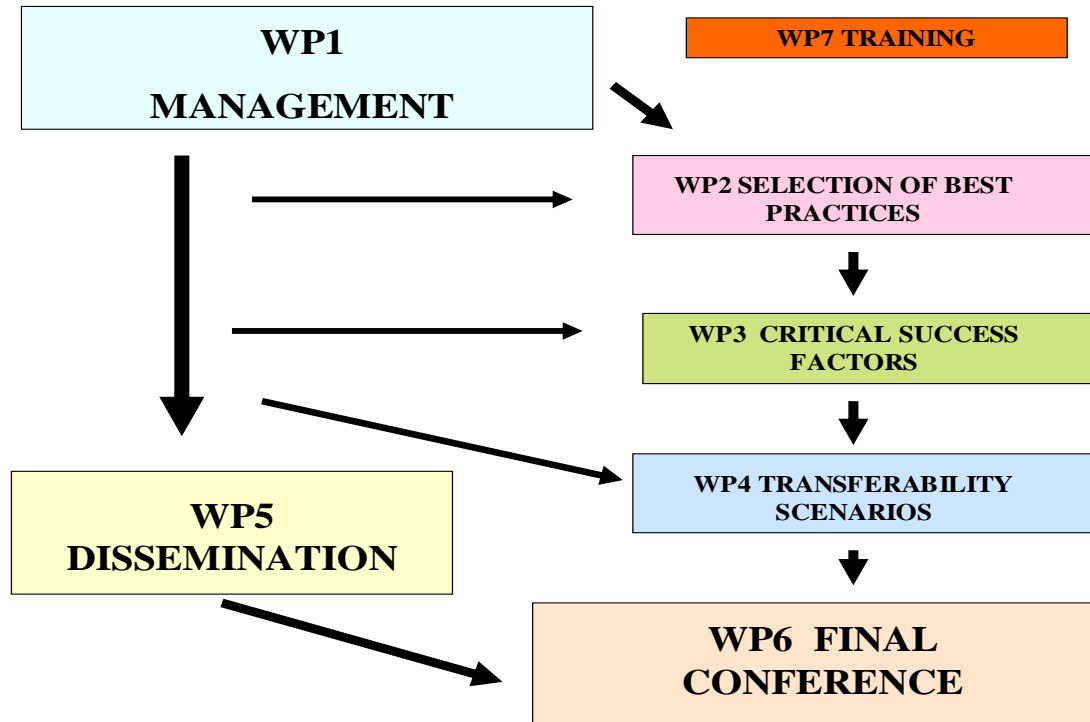 WP1
MANAGEMENT
WP7 TRAINING
WP2 SELECTION OF BEST
PRACTICES
WP3 CRITICAL SUCCESS
FACTORS
WP4 TRANSFERABILITY
SCENARIOS
WP5
DISSEMINATION
WP6 FINAL
CONFERENCE